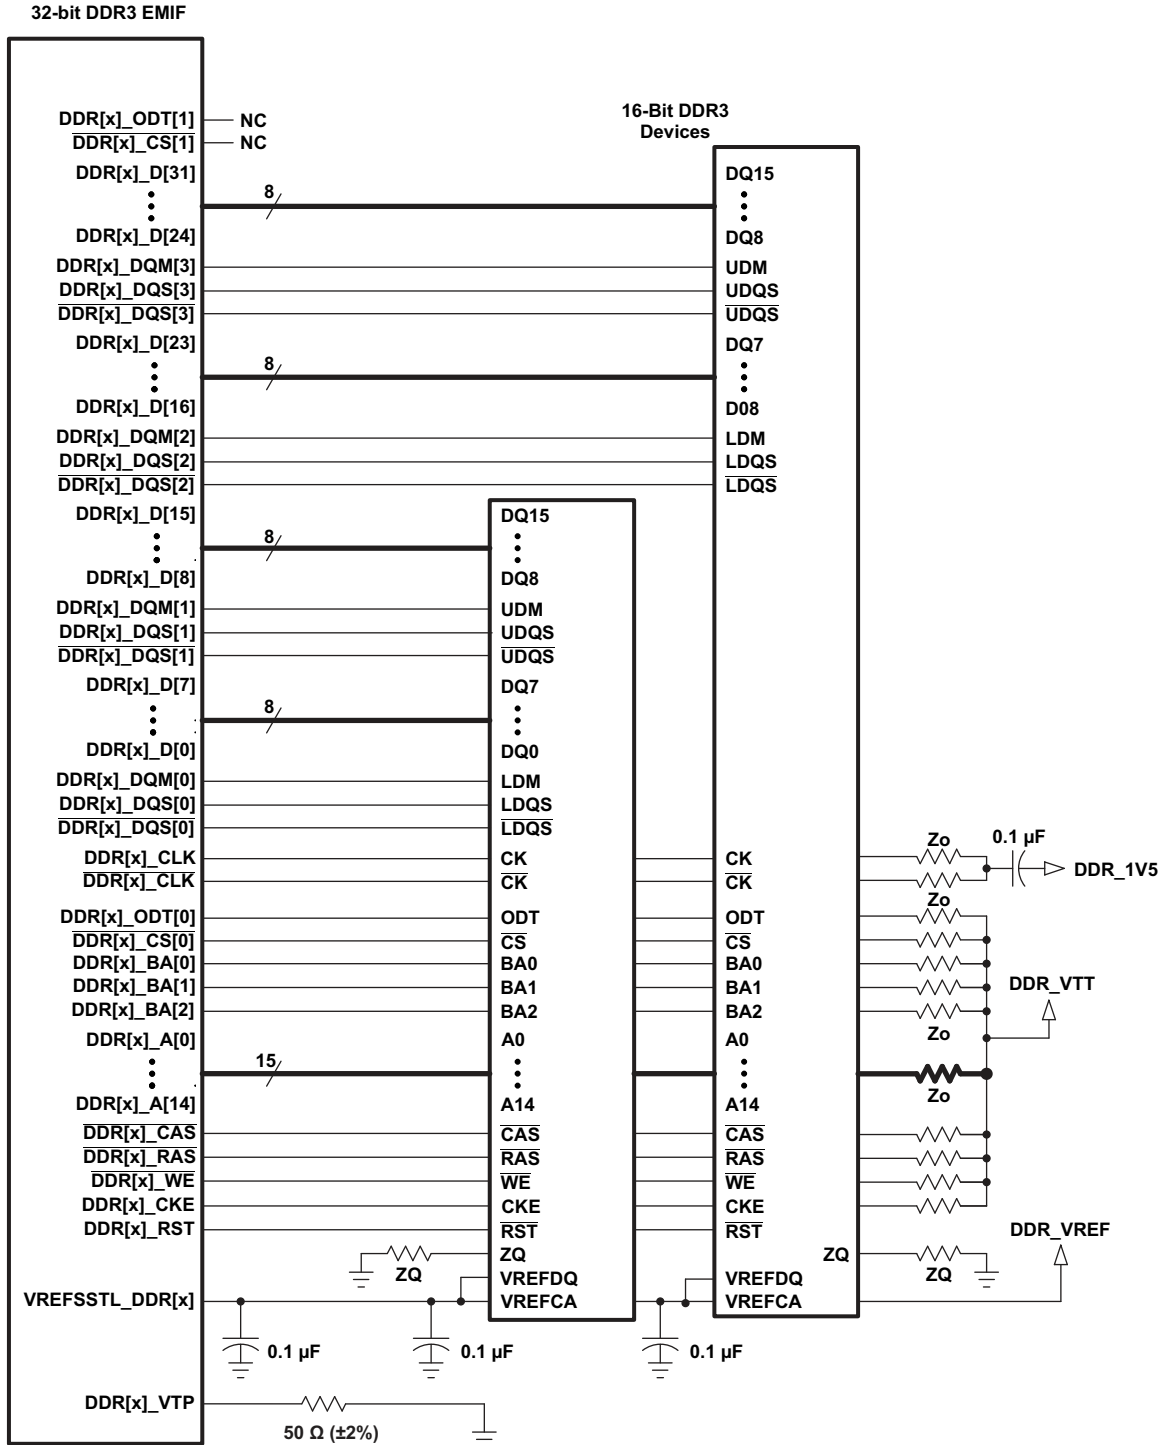 32-bit DDR3 EMIF
16-Bit DDR3
Devices
DDR[x]_ODT[1] NC
DDR[x]_CS[1] NC
DDR[x]_D[31] DQ15
8
DDR[x]_D[24] DQ8
DDR[x]_DQM[3] UDM
DDR[x]_DQS[3] UDQS
DDR[x]_DQS[3] UDQS
DDR[x]_D[23] DQ7
8
DDR[x]_D[16] D08
DDR[x]_DQM[2] LDM
DDR[x]_DQS[2] LDQS
DDR[x]_DQS[2] LDQS
DDR[x]_D[15] DQ15
8
DDR[x]_D[8] DQ8
DDR[x]_DQM[1] UDM
DDR[x]_DQS[1] UDQS
DDR[x]_DQS[1] UDQS
DDR[x]_D[7] DQ7
8
DDR[x]_D[0] DQ0
DDR[x]_DQM[0] LDM
DDR[x]_DQS[0] LDQS
DDR[x]_DQS[0] LDQS
Zo 0.1 µF
DDR[x]_CLK CK CK
DDR_1V5
DDR[x]_CLK CK CK
Zo
DDR[x]_ODT[0] ODT ODT
DDR[x]_CS[0] CS CS
DDR[x]_BA[0] BA0 BA0
DDR[x]_BA[1] BA1 BA1 DDR_VTT
DDR[x]_BA[2] BA2 BA2
Zo
DDR[x]_A[0] A0 A0
15
Zo
DDR[x]_A[14] A14 A14
DDR[x]_CAS CAS CAS
DDR[x]_RAS RAS RAS
DDR[x]_WE WE WE
DDR[x]_CKE CKE CKE
DDR[x]_RST RST RST DDR_VREF
ZQ ZQ
ZQ ZQ
VREFDQ VREFDQ
VREFSSTL_DDR[x] VREFCA VREFCA
0.1 µF 0.1 µF 0.1 µF
DDR[x]_VTP
50 Ω (±2%)